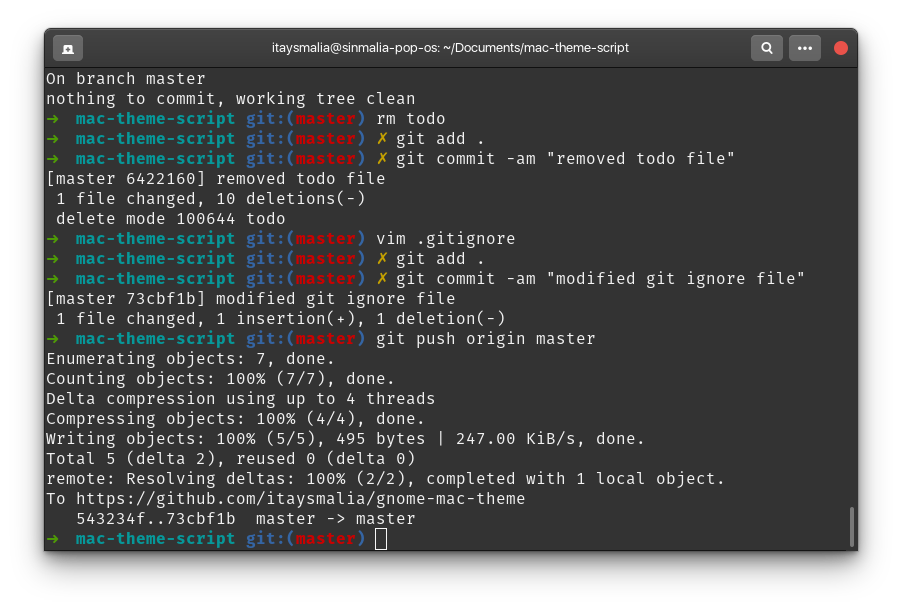 itaysmalia@sinmalia-pop-os: ~/Documents/mac-theme-script
On branch master
nothing to commit, working tree clean
➜  mac-theme-script git:(master) rm todo
➜  mac-theme-script git:(master) ✗ git add .
➜  mac-theme-script git:(master) ✗ git commit -am "removed todo file"
[master 6422160] removed todo file
 1 file changed, 10 deletions(-)
 delete mode 100644 todo
➜  mac-theme-script git:(master) vim .gitignore
➜  mac-theme-script git:(master) ✗ git add .
➜  mac-theme-script git:(master) ✗ git commit -am "modified git ignore file"
[master 73cbf1b] modified git ignore file
 1 file changed, 1 insertion(+), 1 deletion(-)
➜  mac-theme-script git:(master) git push origin master
Enumerating objects: 7, done.
Counting objects: 100% (7/7), done.
Delta compression using up to 4 threads
Compressing objects: 100% (4/4), done.
Writing objects: 100% (5/5), 495 bytes | 247.00 KiB/s, done.
Total 5 (delta 2), reused 0 (delta 0)
remote: Resolving deltas: 100% (2/2), completed with 1 local object.
To https://github.com/itaysmalia/gnome-mac-theme
   543234f..73cbf1b  master -> master
➜  mac-theme-script git:(master)